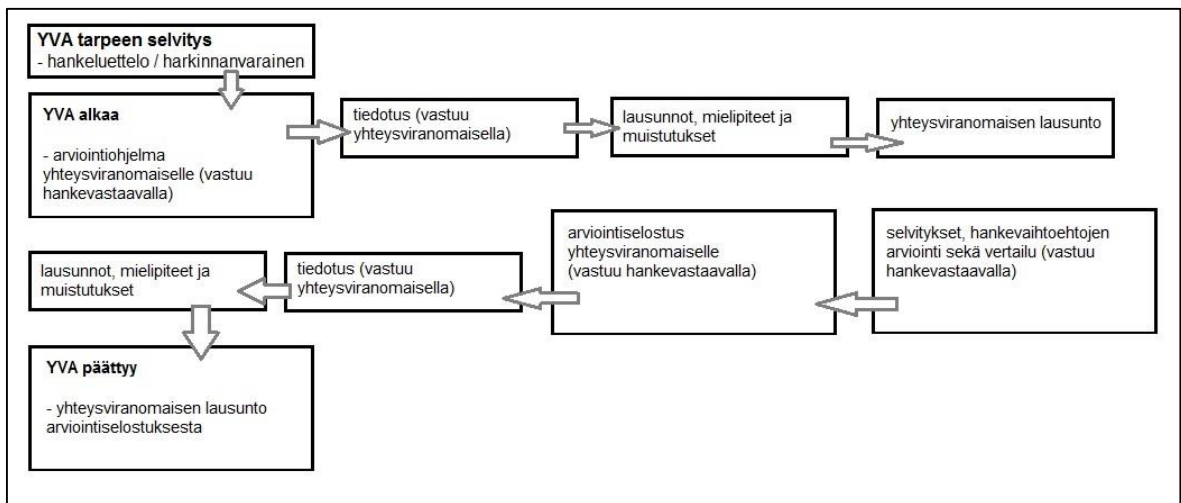 YVA tarpeen selvitys
- hankeluettelo / harkinnanvarainen
YVA alkaa
- arviointiohjelma
yhteysviranomaiselle (vastuu
hankevastaavalla)
tiedotus (vastuu
yhteysviranomaisella)
lausunnot, mielipiteet ja
muistutukset
yhteysviranomaisen lausunto
selvitykset, hankevaihtoehtojen
arviointi sekä vertailu (vastuu
hankevastaavalla)
arviointiselostus
yhteysviranomaiselle
(vastuu hankevastaavalla)
tiedotus (vastuu
yhteysviranomaisella)
lausunnot, mielipiteet ja
muistutukset
YVA päättyy
- yhteysviranomaisen lausunto
arviointiselostuksesta